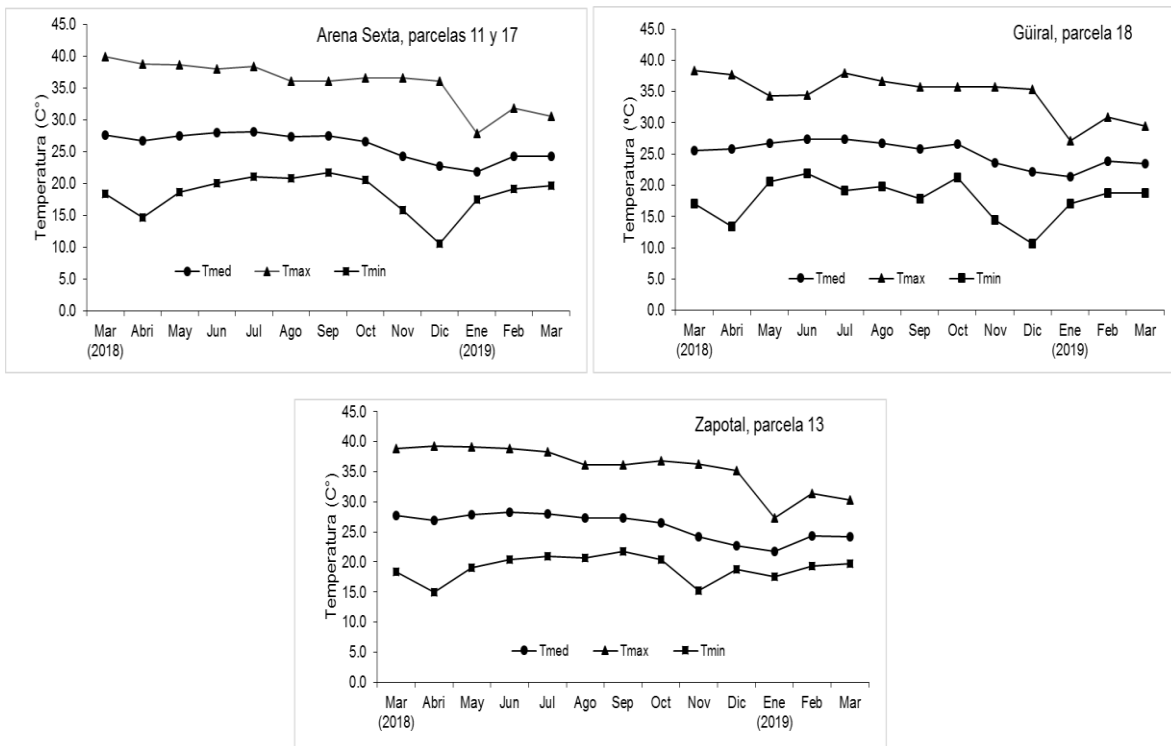 Arena Sexta, parcelas 11 y 17
Temperatura (C°)
45.0
40.0
35.0
30.0
25.0
20.0
15.0
10.0
5.0
0.0
Tmed Tmax Tmin
Mar Abri May Jun Jul Ago Sep Oct Nov Dic Ene Feb Mar
(2018) (2019)
Güiral, parcela 18
Temperatura (ºC)
45.0
40.0
35.0
30.0
25.0
20.0
15.0
10.0
5.0
0.0
Tmed Tmax Tmin
Mar Abri May Jun Jul Ago Sep Oct Nov Dic Ene Feb Mar
(2018) (2019)
Zapotal, parcela 13
Temperatura (C°)
45.0
40.0
35.0
30.0
25.0
20.0
15.0
10.0
5.0
0.0
Tmed Tmax Tmin
Mar Abri May Jun Jul Ago Sep Oct Nov Dic Ene Feb Mar
(2018) (2019)